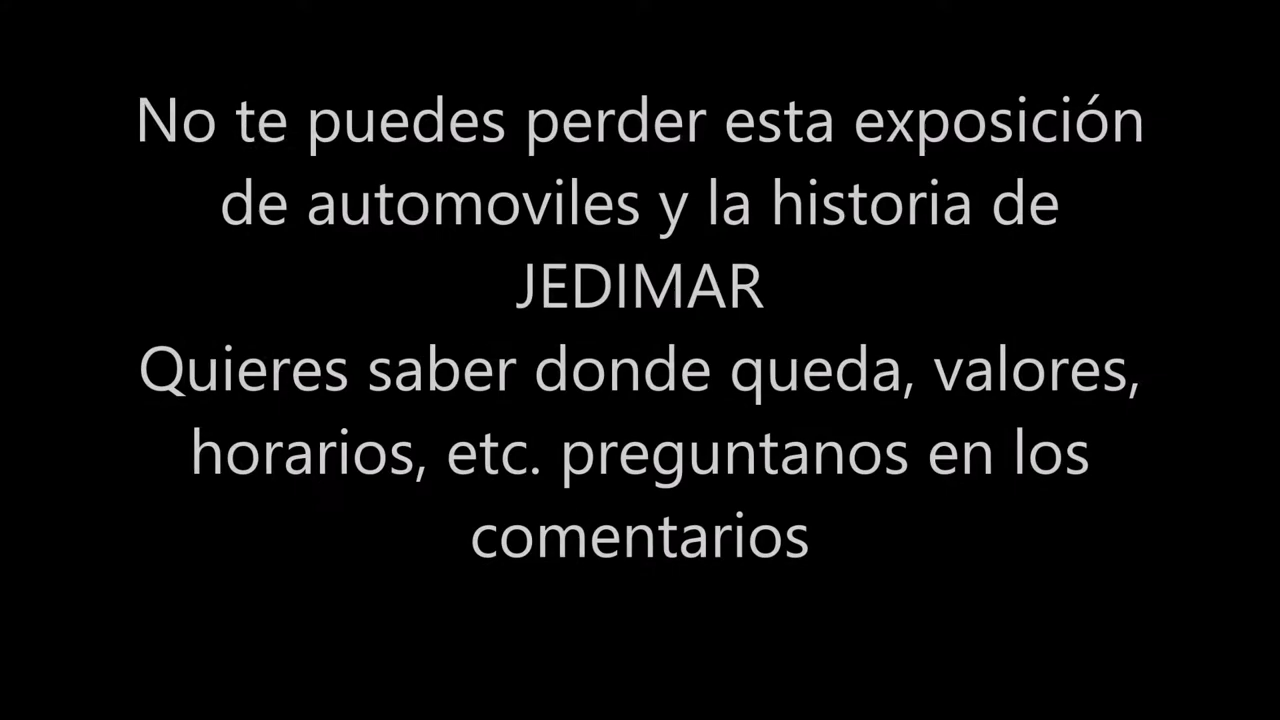 No te puedes perder esta exposición
de automoviles y la historia de
JEDIMAR
Quieres saber donde queda, valores,
horarios, etc. preguntanos en los
comentarios